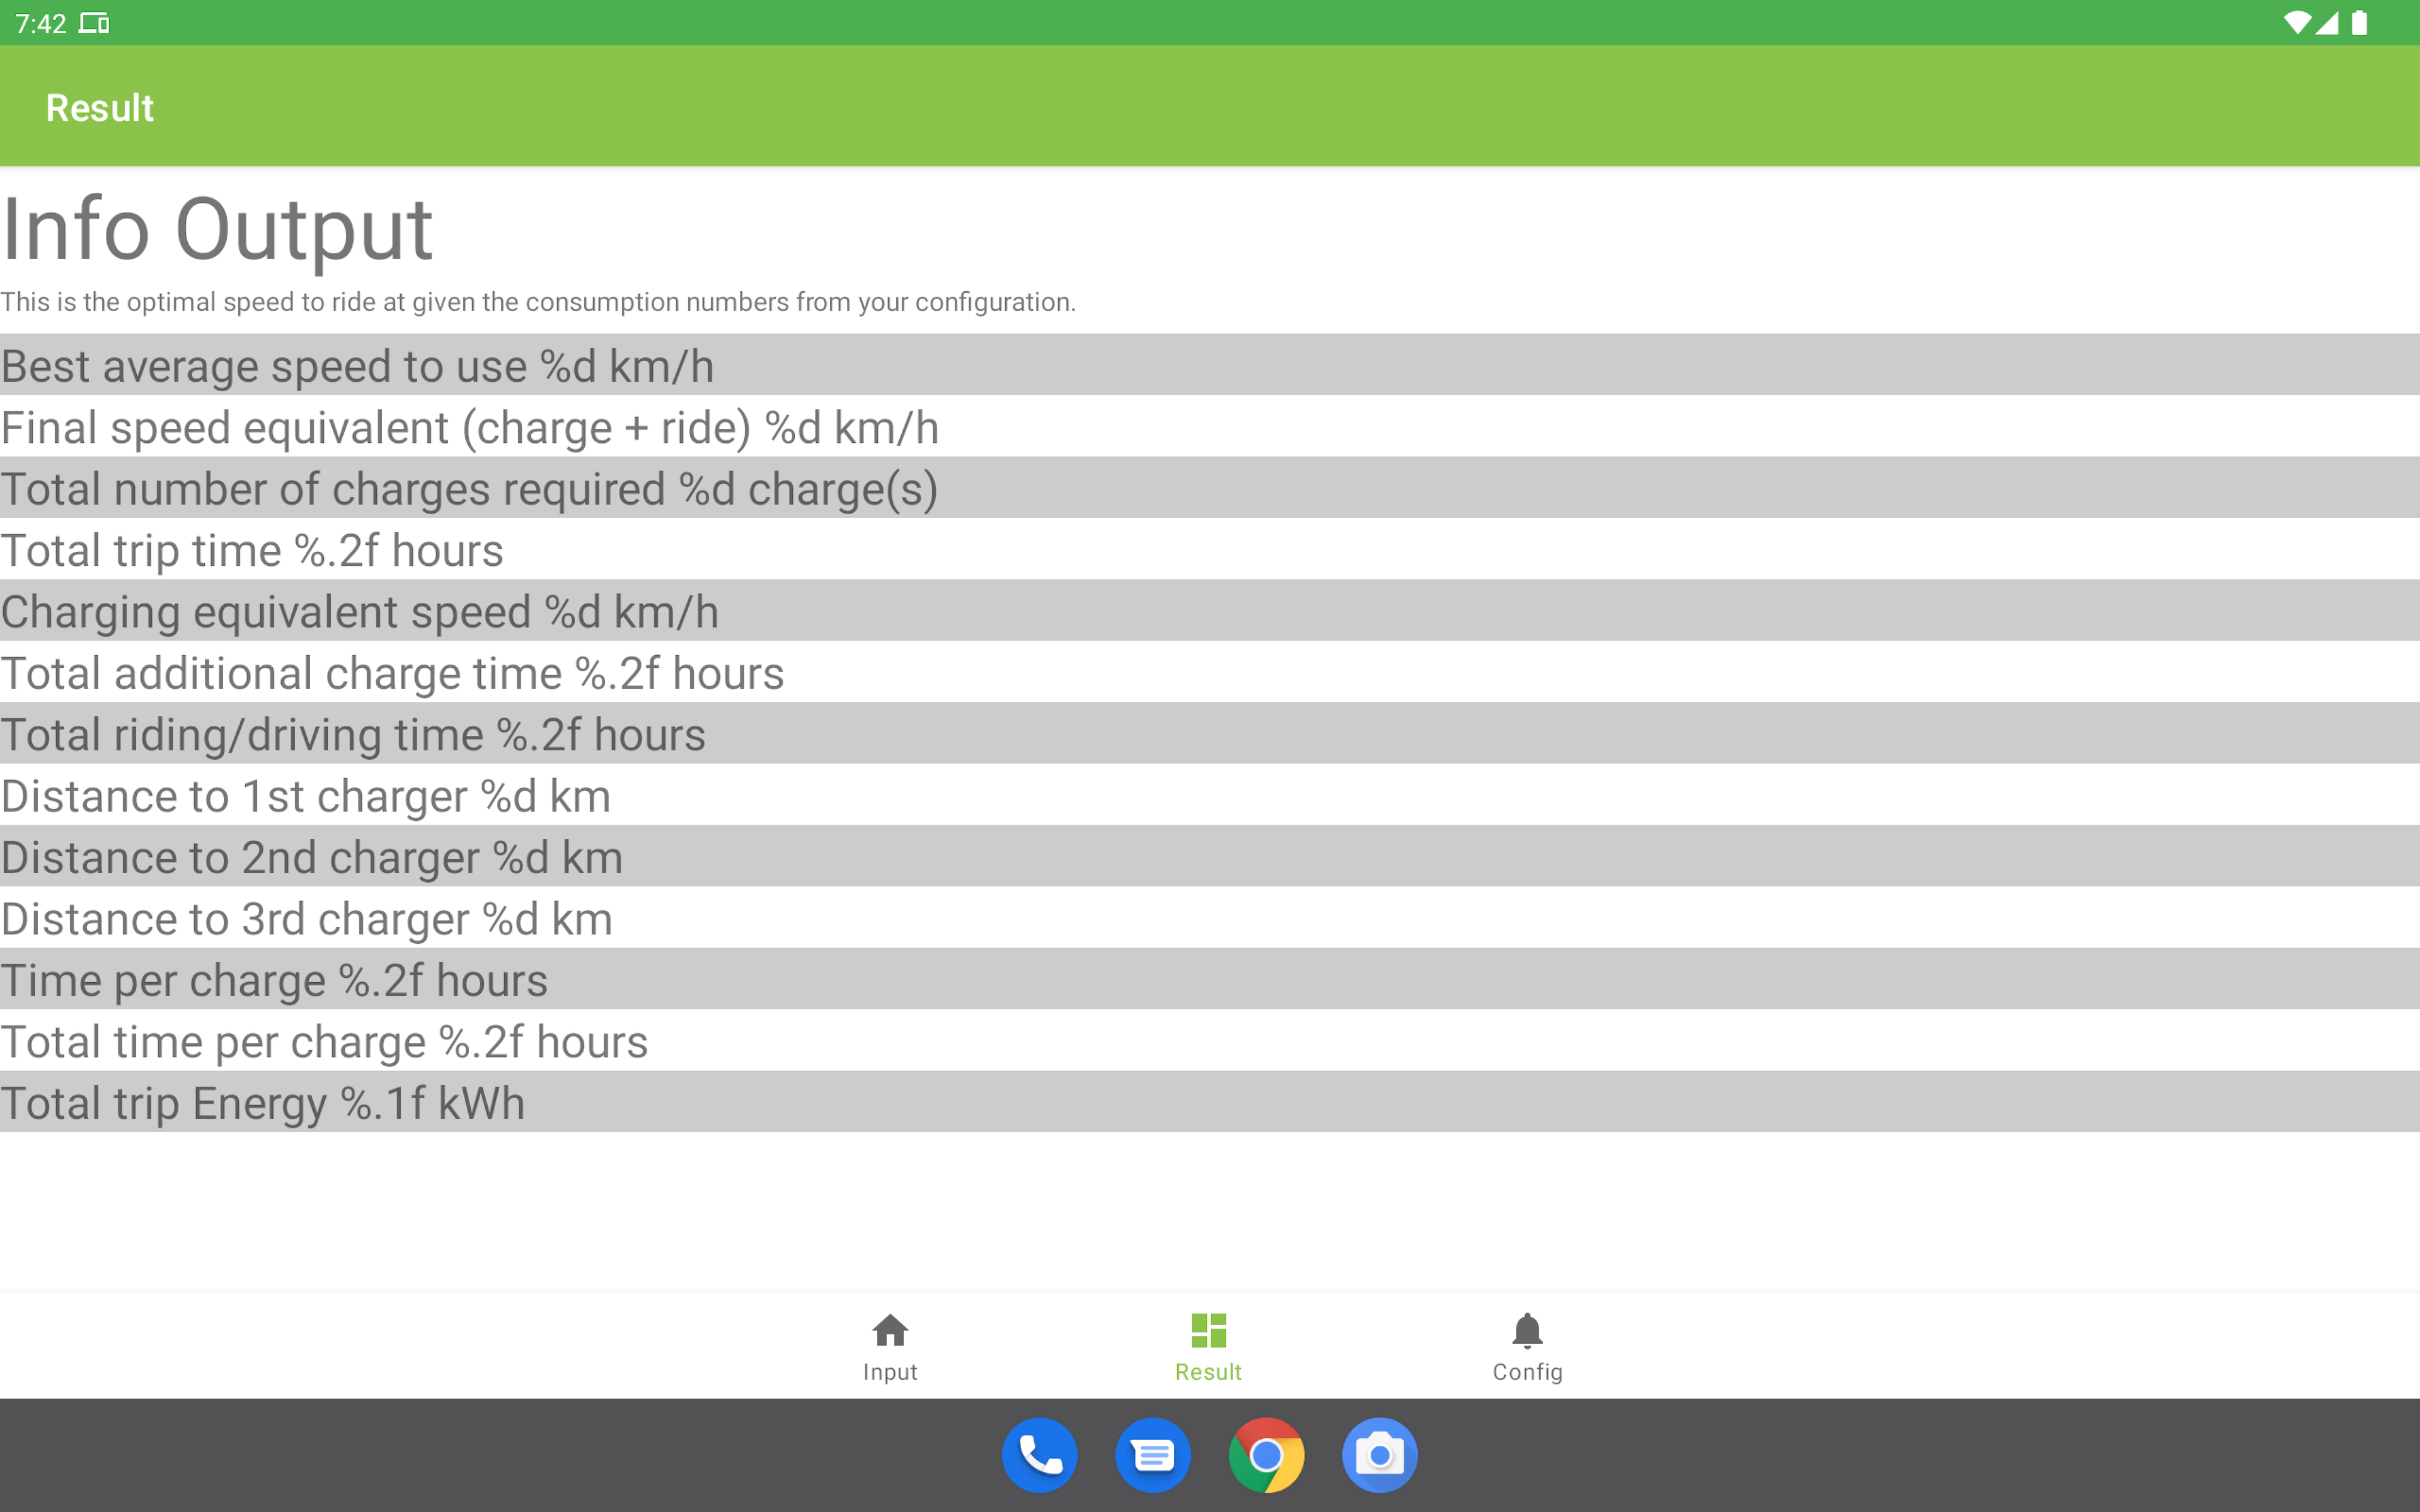 7:42
Result
Info Output
This is the optimal speed to ride at given the consumption numbers from your configuration.
Best average speed to use %d km/h
Final speed equivalent (charge + ride) %d km/h
Total number of charges required %d charge(s)
Total trip time %.2f hours
Charging equivalent speed %d km/h
Total additional charge time %.2f hours
Total riding/driving time %.2f hours
Distance to 1st charger %d km
Distance to 2nd charger %d km
Distance to 3rd charger %d km
Time per charge %.2f hours
Total time per charge %.2f hours
Total trip Energy %.1f kWh
Input Result Config